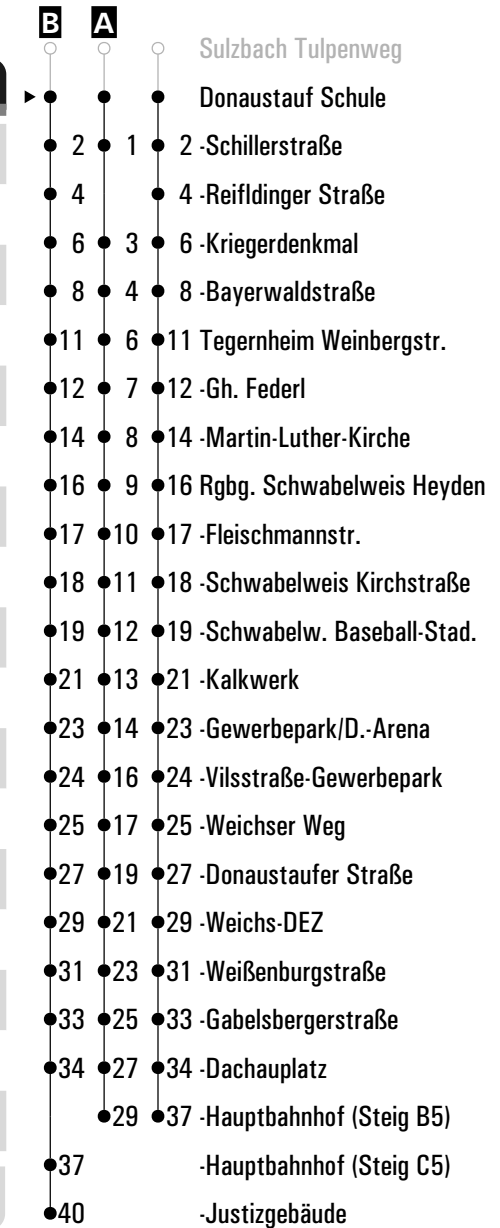 B A
Sulzbach Tulpenweg
Donaustauf Schule
2 1 2 -Schillerstraße
4 4 -Reifldinger Straße
6 3 6 -Kriegerdenkmal
8 4 8 -Bayerwaldstraße
11 6 11 Tegernheim Weinbergstr.
12 7 12 -Gh. Federl
14 8 14 -Martin-Luther-Kirche
16 9 16 Rgbg. Schwabelweis Heyden
17 10 17 -Fleischmannstr.
18 11 18 -Schwabelweis Kirchstraße
19 12 19 -Schwabelw. Baseball-Stad.
21 13 21 -Kalkwerk
23 14 23 -Gewerbepark/D.-Arena
24 16 24 -Vilsstraße-Gewerbepark
25 17 25 -Weichser Weg
27 19 27 -Donaustaufer Straße
29 21 29 -Weichs-DEZ
31 23 31 -Weißenburgstraße
33 25 33 -Gabelsbergerstraße
34 27 34 -Dachauplatz
29 37 -Hauptbahnhof (Steig B5)
37 -Hauptbahnhof (Steig C5)
40 -Justizgebäude